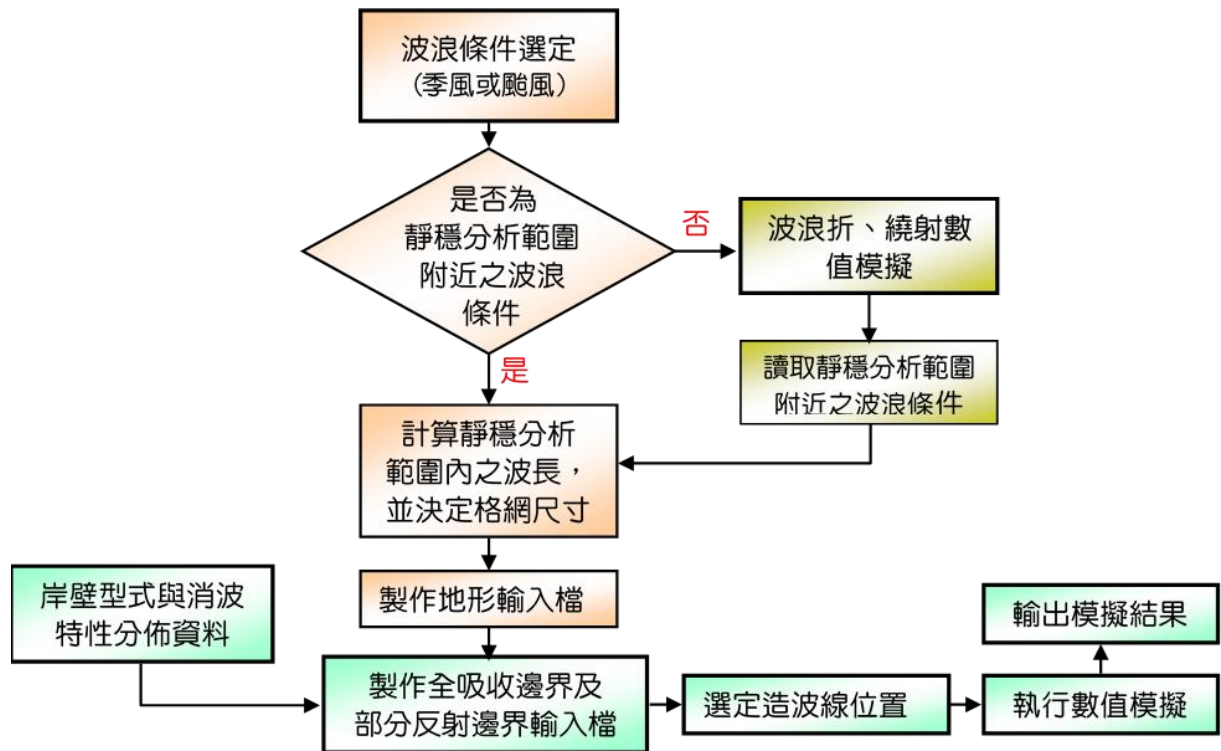 波浪條件選定
(季風或颱風)
是否為
靜穩分析範圍
附近之波浪
條件
否
波浪折、繞射數
值模擬
是
讀取靜穩分析範圍
附近之波浪條件
計算靜穩分析
範圍內之波長，
並決定格網尺寸
岸壁型式與消波
特性分佈資料
製作地形輸入檔
製作全吸收邊界及
部分反射邊界輸入檔
選定造波線位置
執行數值模擬
輸出模擬結果